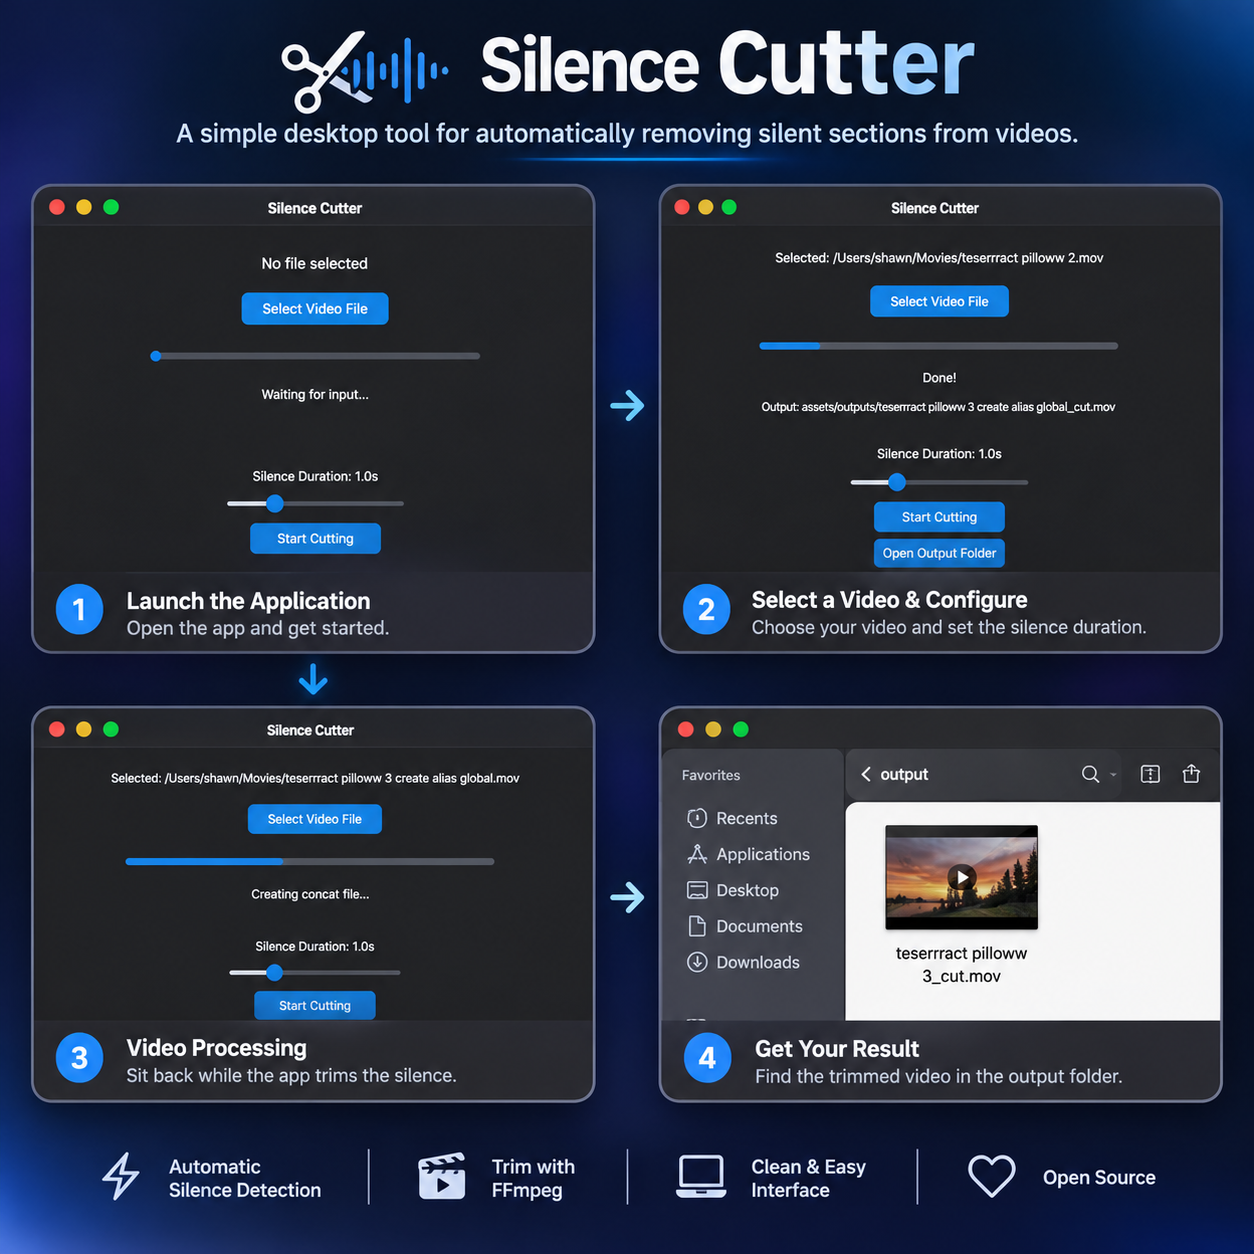 Silence Cutter
A simple desktop tool for automatically removing silent sections from videos.
Silence Cutter
No file selected
Select Video File
Waiting for input...
Silence Duration: 1.0s
Start Cutting
1
Launch the Application
Open the app and get started.
Silence Cutter
Selected: /Users/shawn/Movies/teserrract pilloww 2.mov
Select Video File
Done!
Output: assets/outputs/teserrract pilloww 3 create alias global_cut.mov
Silence Duration: 1.0s
Start Cutting
Open Output Folder
2
Select a Video & Configure
Choose your video and set the silence duration.
Silence Cutter
Selected: /Users/shawn/Movies/teserrract pilloww 3 create alias global.mov
Select Video File
Creating concat file...
Silence Duration: 1.0s
Start Cutting
3
Video Processing
Sit back while the app trims the silence.
Favorites
Recents
Applications
Desktop
Documents
Downloads
output
teserrract pilloww
3_cut.mov
4
Get Your Result
Find the trimmed video in the output folder.
Automatic
Silence Detection
Trim with
FFmpeg
Clean & Easy
Interface
Open Source